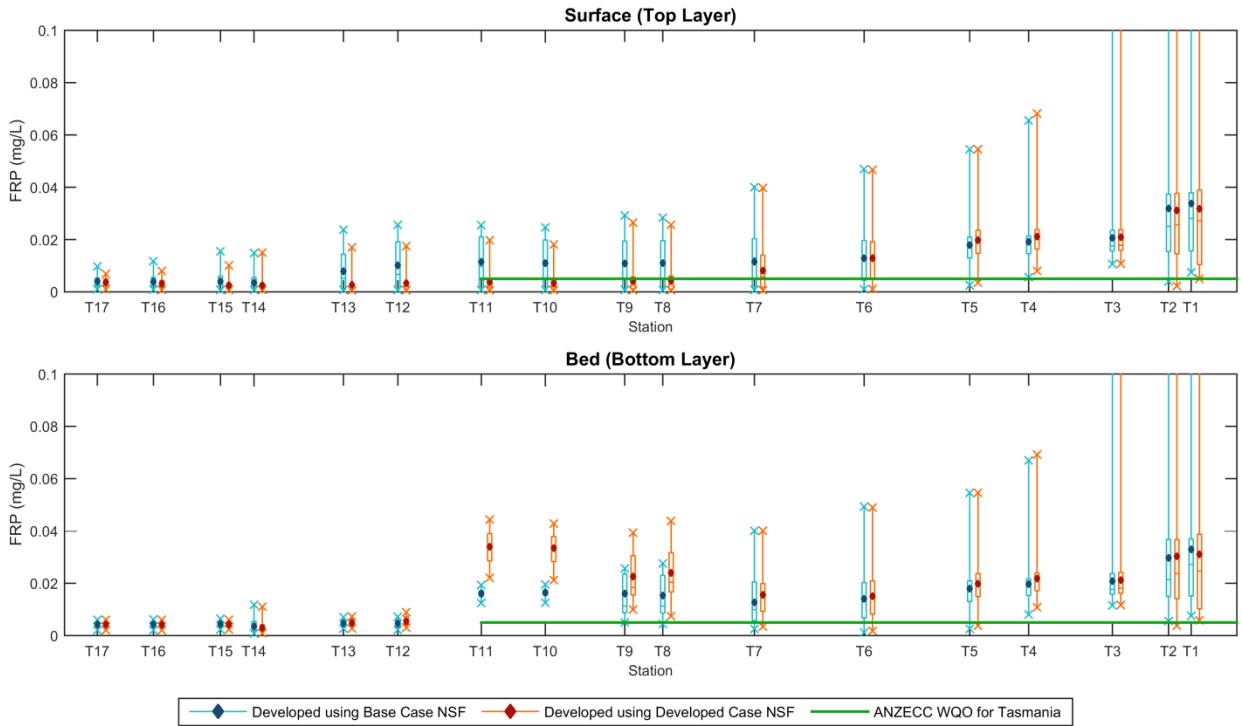 Surface (Top Layer)
0.1
0.08
0.06
0.04
0.02
0
FRP (mg/L)
T17 T16 T15 T14 T13 T12 T11 T10 T9 T8 T7 T6 T5 T4 T3 T2 T1
Station
Bed (Bottom Layer)
0.1
0.08
0.06
0.04
0.02
0
FRP (mg/L)
T17 T16 T15 T14 T13 T12 T11 T10 T9 T8 T7 T6 T5 T4 T3 T2 T1
Station
Developed using Base Case NSF Developed using Developed Case NSF ANZECC WQO for Tasmania